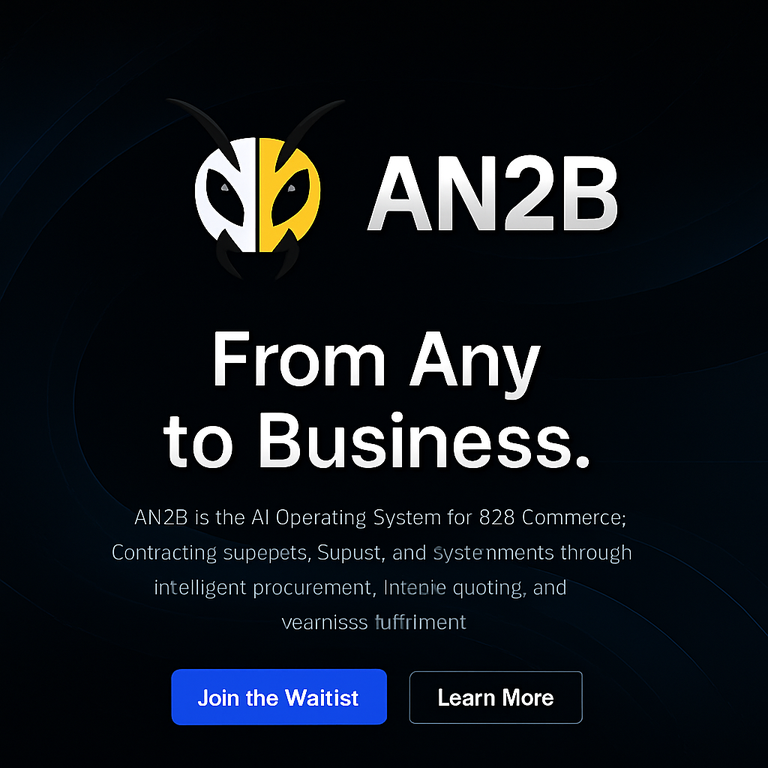 AN2B
From Any
to Business.
AN2B is the AI Operating System for 828 Commerce;
Contracting supepets, Supust, and systenments through
intelligent procurement, Intepie quoting, and
vearnisss fuffriment
Join the Waitist
Learn More